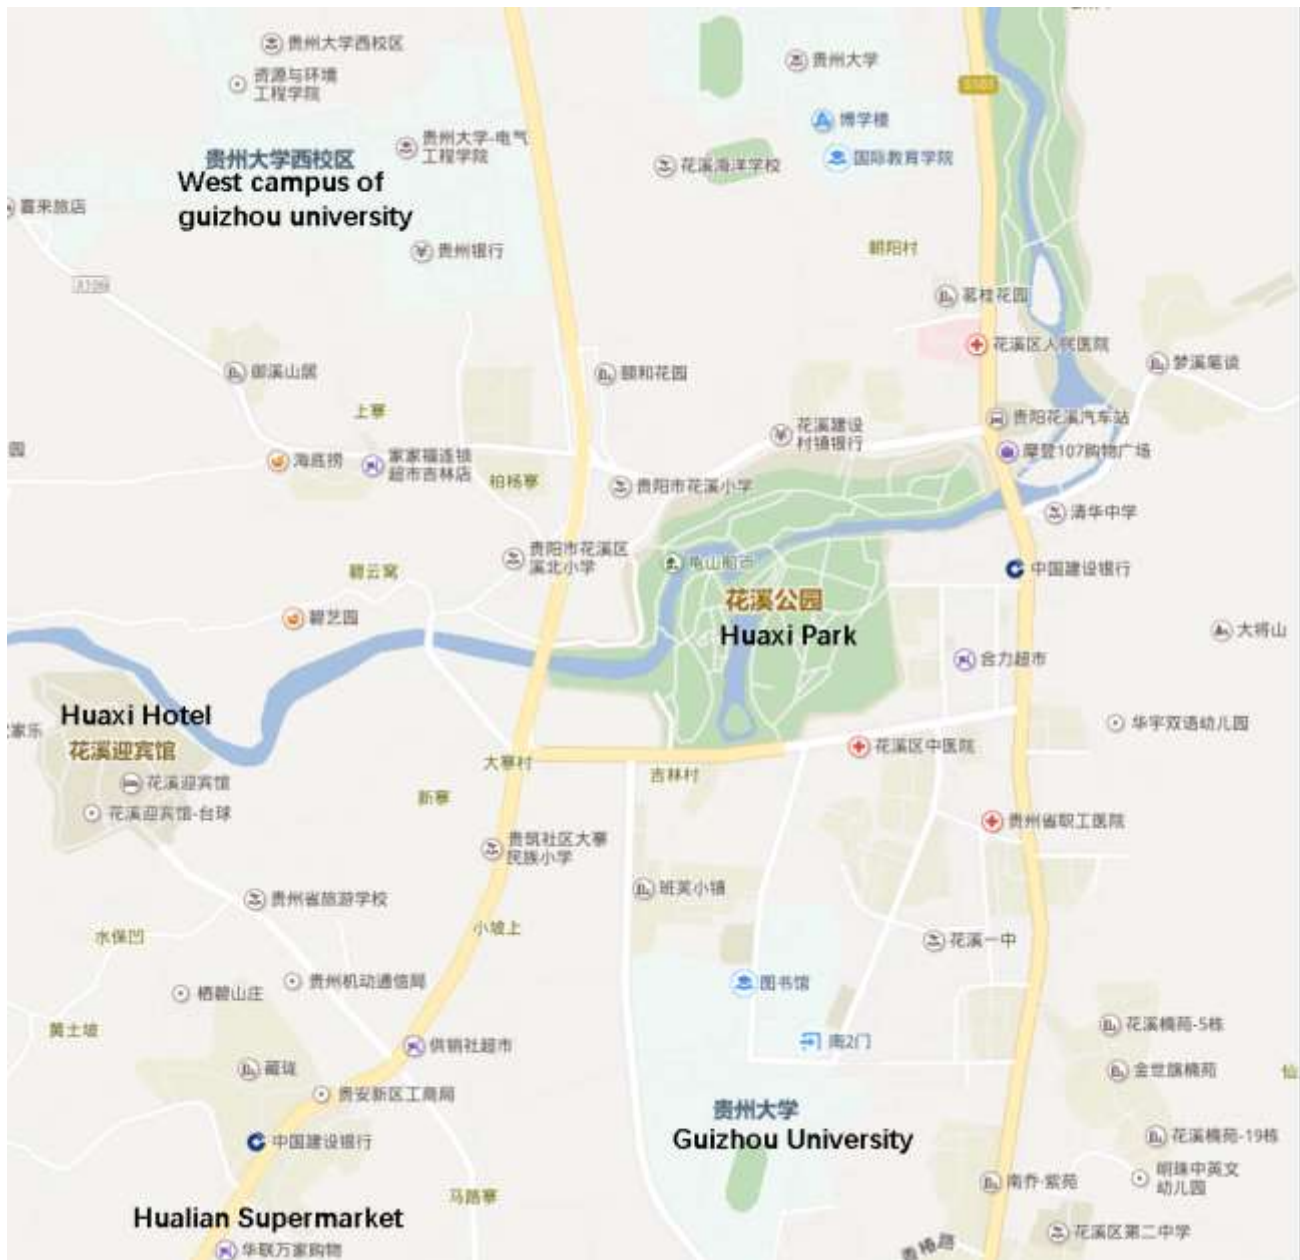 贵州大学西校区
贵州大学
资源与环境
工程学院
博学楼
贵州大学-电气
工程学院
国际教育学院
贵州大学西校区
花溪海洋学校
West campus of
guizhou university
喜来旅店
朝阳村
贵州银行
茗桂花园
花溪区人民医院
梦溪笔谈
御溪山居
颐和花园
上寨
贵阳花溪汽车站
花溪建设
村镇银行
园
海底捞
家家福连锁
超市吉林店
摩登107购物广场
柏杨寨
贵阳市花溪小学
清华中学
贵阳市花溪区
溪北小学
碧云窝
中国建设银行
花溪公园
Huaxi Park
碧艺园
大将山
合力超市
Huaxi Hotel
家乐
花溪迎宾馆
华宇双语幼儿园
花溪区中医院
大寨村
吉林村
花溪迎宾馆
新寨
花溪迎宾馆-台球
贵州省职工医院
贵筑社区大寨
民族小学
班芙小镇
贵州省旅游学校
小坡上
水保凹
花溪一中
贵州机动通信局
图书馆
栖碧山庄
花溪楠苑-5栋
黄土坡
供销社超市
南2门
藏珑
金世旗楠苑
仙
贵安新区工商局
贵州大学
Guizhou University
中国建设银行
花溪楠苑-19栋
南乔·紫苑
明珠中英文
幼儿园
马踏寨
Hualian Supermarket
花溪区第二中学
华联万家购物